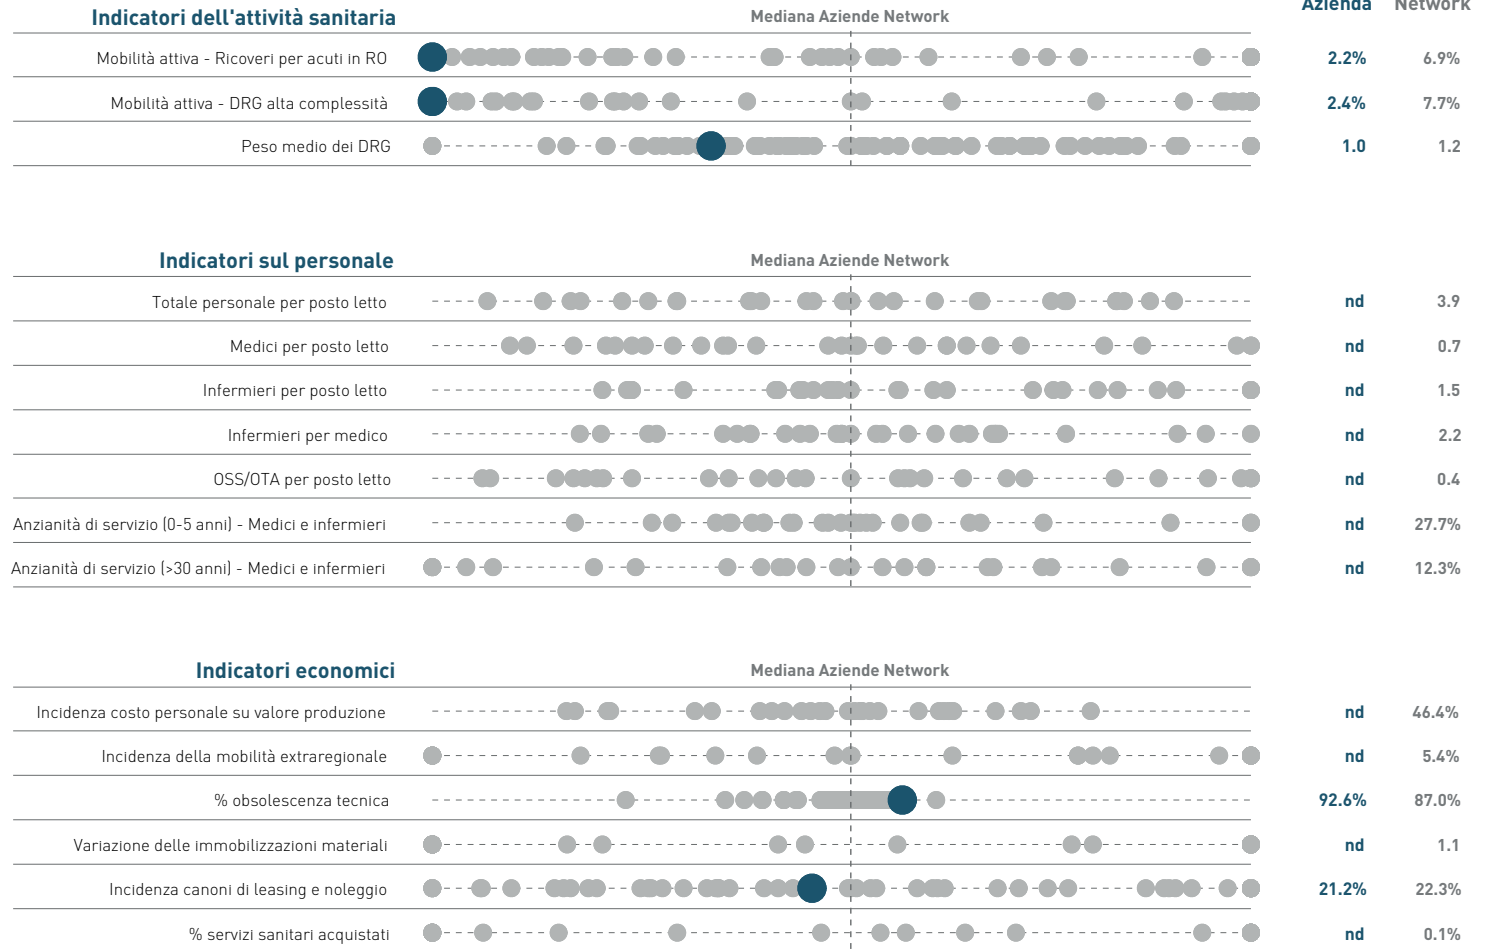 Azienda Network
Indicatori dell'attività sanitaria Mediana Aziende Network
Mobilità attiva - Ricoveri per acuti in RO 2.2% 6.9%
Mobilità attiva - DRG alta complessità 2.4% 7.7%
Peso medio dei DRG 1.0 1.2
Indicatori sul personale Mediana Aziende Network
Totale personale per posto letto nd 3.9
Medici per posto letto nd 0.7
Infermieri per posto letto nd 1.5
Infermieri per medico nd 2.2
OSS/OTA per posto letto nd 0.4
Anzianità di servizio (0-5 anni) - Medici e infermieri nd 27.7%
Anzianità di servizio (>30 anni) - Medici e infermieri nd 12.3%
Indicatori economici Mediana Aziende Network
Incidenza costo personale su valore produzione nd 46.4%
Incidenza della mobilità extraregionale nd 5.4%
% obsolescenza tecnica 92.6% 87.0%
Variazione delle immobilizzazioni materiali nd 1.1
Incidenza canoni di leasing e noleggio 21.2% 22.3%
% servizi sanitari acquistati nd 0.1%